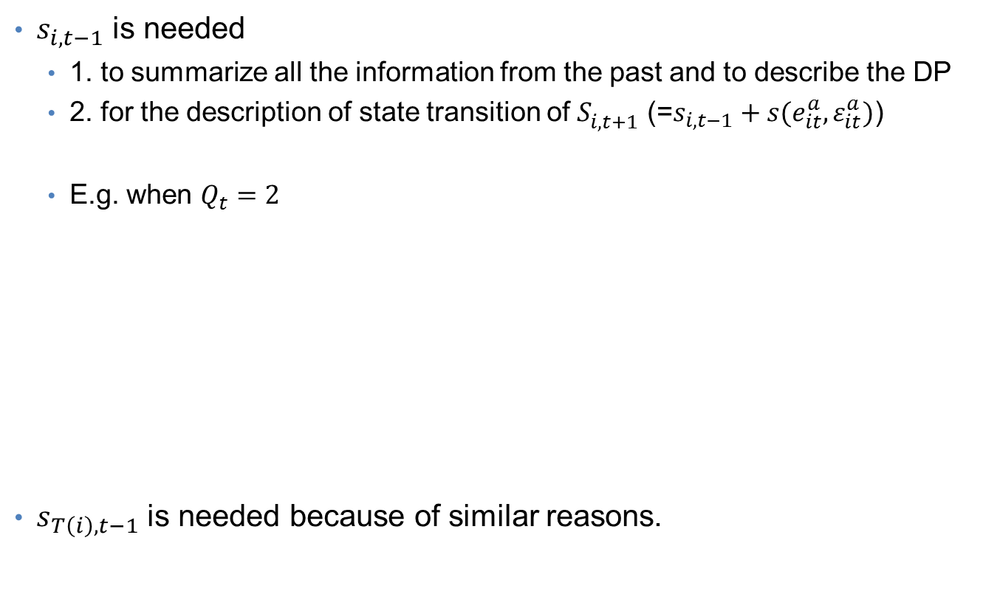 • s_{i,t−1} is needed
• 1. to summarize all the information from the past and to describe the DP
• 2. for the description of state transition of S_{i,t+1} (=s_{i,t−1} + s(e_{it}^{a}, ε_{it}^{a}))
• E.g. when Q_t = 2
• s_{T(i),t−1} is needed because of similar reasons.